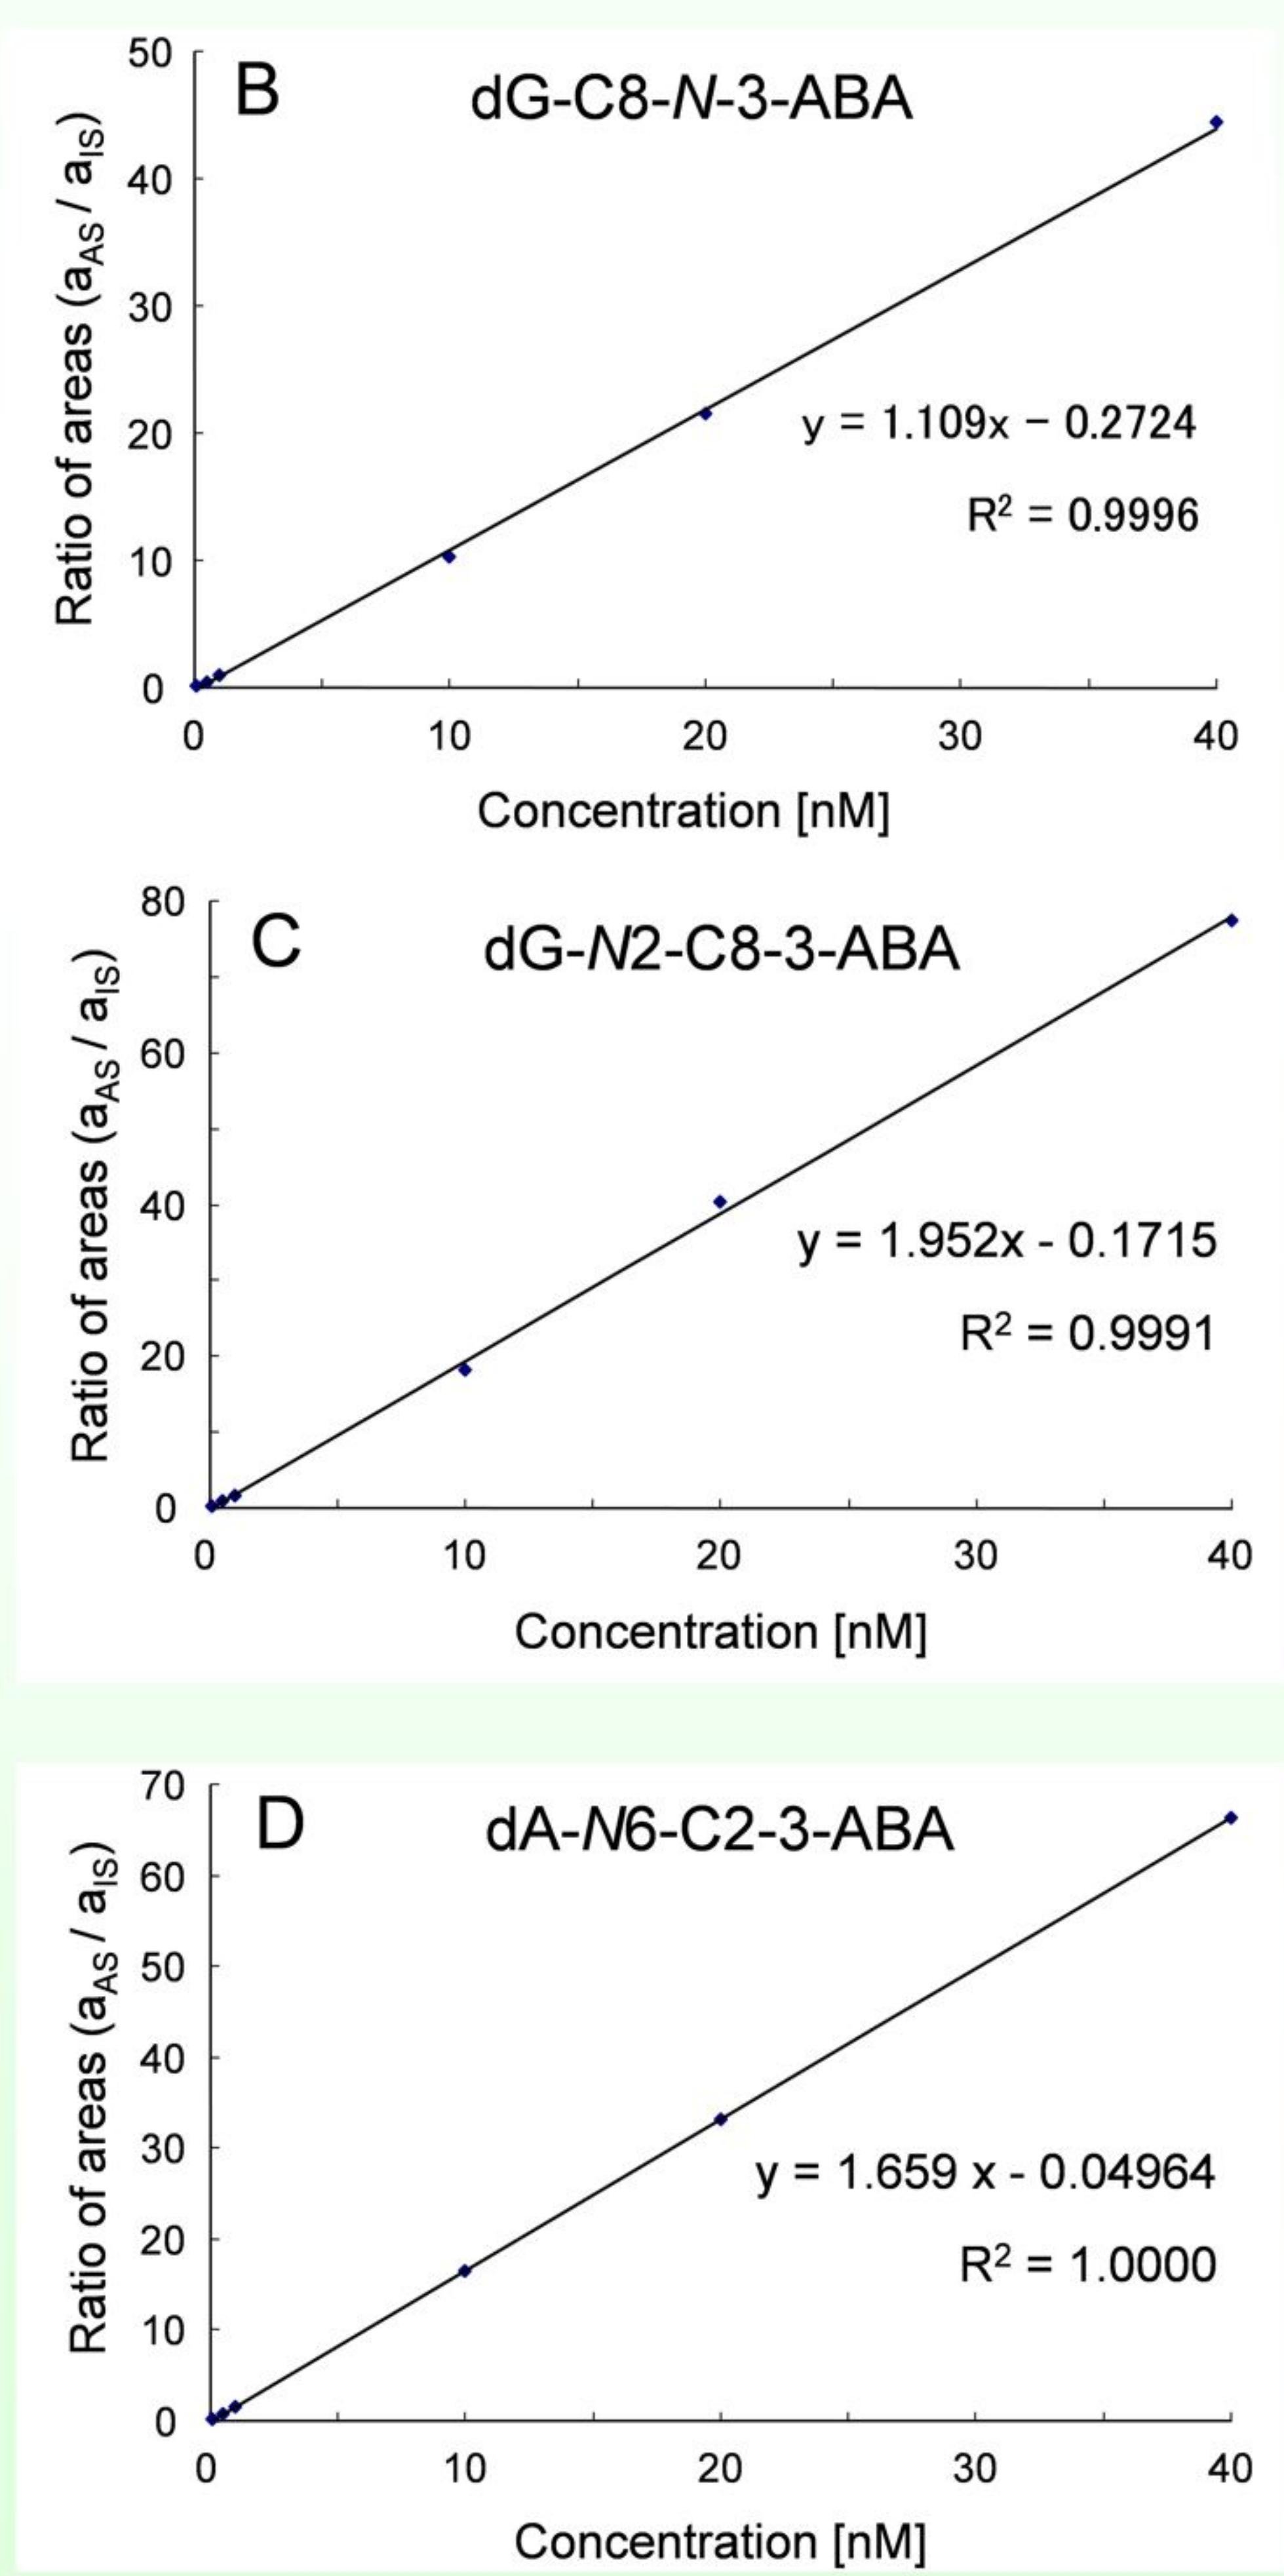 B
dG-C8-N-3-ABA
Ratio of areas (aAS / aIS)
50
40
30
20
10
0
y = 1.109x − 0.2724
R² = 0.9996
0 10 20 30 40
Concentration [nM]
C
dG-N2-C8-3-ABA
Ratio of areas (aAS / aIS)
80
60
40
20
0
y = 1.952x - 0.1715
R² = 0.9991
0 10 20 30 40
Concentration [nM]
D
dA-N6-C2-3-ABA
Ratio of areas (aAS / aIS)
70
60
50
40
30
20
10
0
y = 1.659 x - 0.04964
R² = 1.0000
0 10 20 30 40
Concentration [nM]